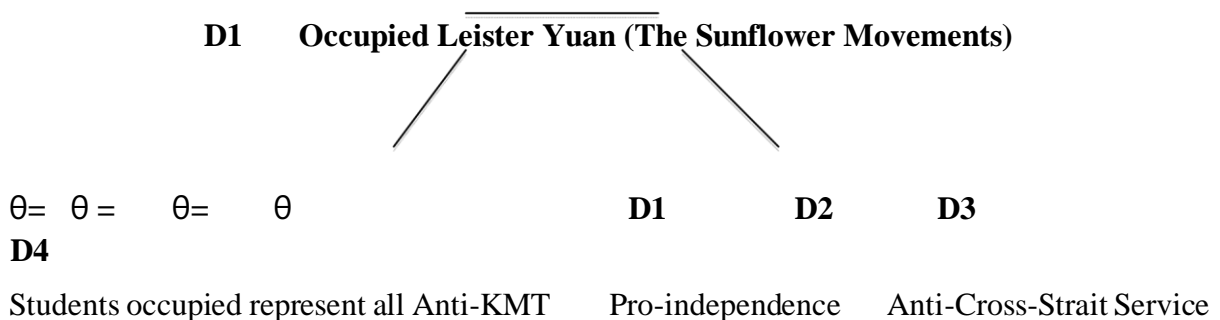 D1 Occupied Leister Yuan (The Sunflower Movements)
θ= θ = θ= θ D1 D2 D3
D4
Students occupied represent all Anti-KMT Pro-independence Anti-Cross-Strait Service